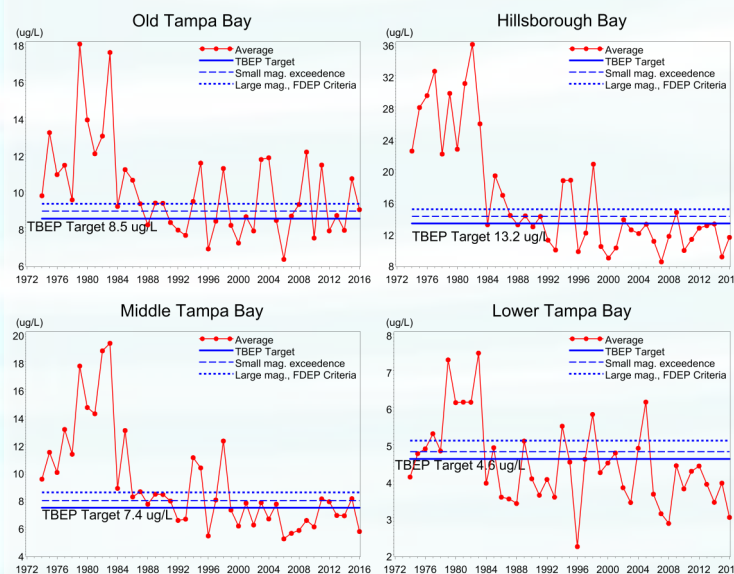 Old Tampa Bay
(ug/L)
18
16
14
12
10
8
6
Average
TBEP Target
Small mag. exceedence
Large mag., FDEP Criteria
TBEP Target 8.5 ug/L
1972 1976 1980 1984 1988 1992 1996 2000 2004 2008 2012 2016
Hillsborough Bay
(ug/L)
36
32
28
24
20
16
12
8
Average
TBEP Target
Small mag. exceedence
Large mag., FDEP Criteria
TBEP Target 13.2 ug/L
1972 1976 1980 1984 1988 1992 1996 2000 2004 2008 2012 201
Middle Tampa Bay
(ug/L)
20
18
16
14
12
10
8
6
4
Average
TBEP Target
Small mag. exceedence
Large mag., FDEP Criteria
TBEP Target 7.4 ug/L
1972 1976 1980 1984 1988 1992 1996 2000 2004 2008 2012 2016
Lower Tampa Bay
(ug/L)
8
7
6
5
4
3
2
Average
TBEP Target
Small mag. exceedence
Large mag., FDEP Criteria
TBEP Target 4.6 ug/L
1972 1976 1980 1984 1988 1992 1996 2000 2004 2008 2012 201